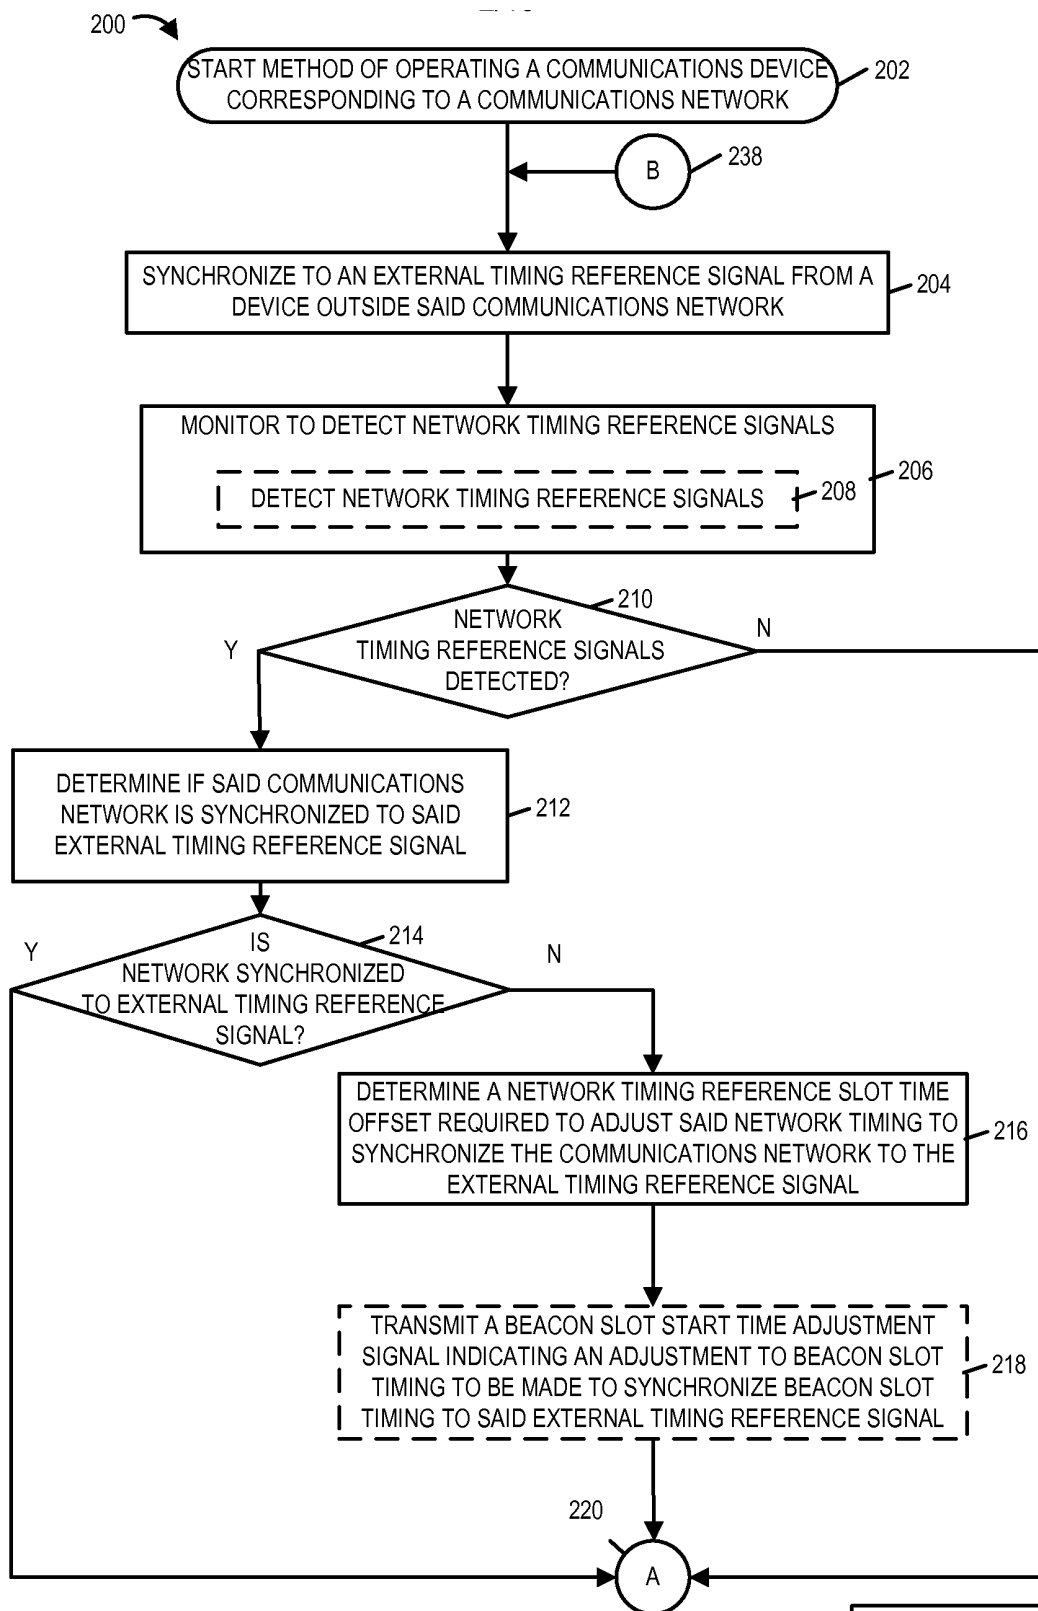 200
START METHOD OF OPERATING A COMMUNICATIONS DEVICE
CORRESPONDING TO A COMMUNICATIONS NETWORK
202
B
238
SYNCHRONIZE TO AN EXTERNAL TIMING REFERENCE SIGNAL FROM A
DEVICE OUTSIDE SAID COMMUNICATIONS NETWORK
204
MONITOR TO DETECT NETWORK TIMING REFERENCE SIGNALS
206
DETECT NETWORK TIMING REFERENCE SIGNALS
208
210
NETWORK
TIMING REFERENCE SIGNALS
DETECTED?
Y
N
DETERMINE IF SAID COMMUNICATIONS
NETWORK IS SYNCHRONIZED TO SAID
EXTERNAL TIMING REFERENCE SIGNAL
212
214
IS
NETWORK SYNCHRONIZED
TO EXTERNAL TIMING REFERENCE
SIGNAL?
Y
N
DETERMINE A NETWORK TIMING REFERENCE SLOT TIME
OFFSET REQUIRED TO ADJUST SAID NETWORK TIMING TO
SYNCHRONIZE THE COMMUNICATIONS NETWORK TO THE
EXTERNAL TIMING REFERENCE SIGNAL
216
TRANSMIT A BEACON SLOT START TIME ADJUSTMENT
SIGNAL INDICATING AN ADJUSTMENT TO BEACON SLOT
TIMING TO BE MADE TO SYNCHRONIZE BEACON SLOT
TIMING TO SAID EXTERNAL TIMING REFERENCE SIGNAL
218
220
A